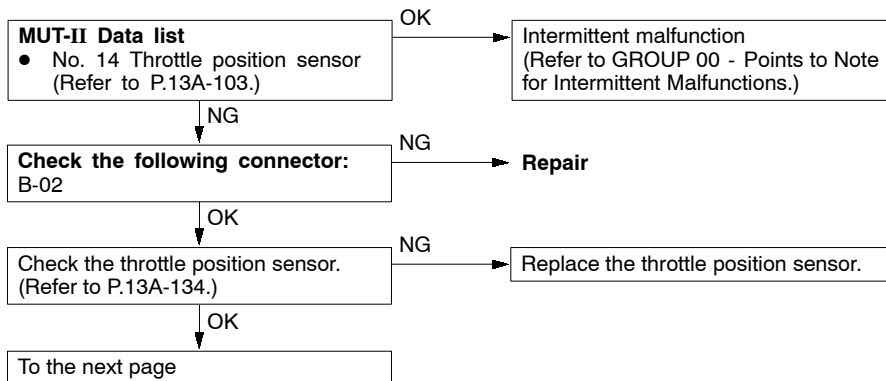 MUT-II Data list
● No. 14 Throttle position sensor
(Refer to P.13A-103.)
OK
Intermittent malfunction
(Refer to GROUP 00 - Points to Note
for Intermittent Malfunctions.)
NG
Check the following connector:
B-02
NG
Repair
OK
Check the throttle position sensor.
(Refer to P.13A-134.)
NG
Replace the throttle position sensor.
OK
To the next page